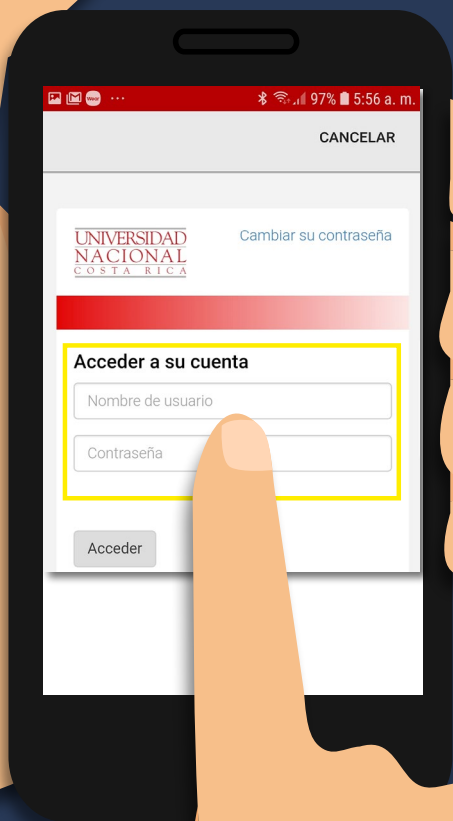 97% 5:56 a. m.
CANCELAR
UNIVERSIDAD
NACIONAL
COSTA RICA
Cambiar su contraseña
Acceder a su cuenta
Nombre de usuario
Contraseña
Acceder